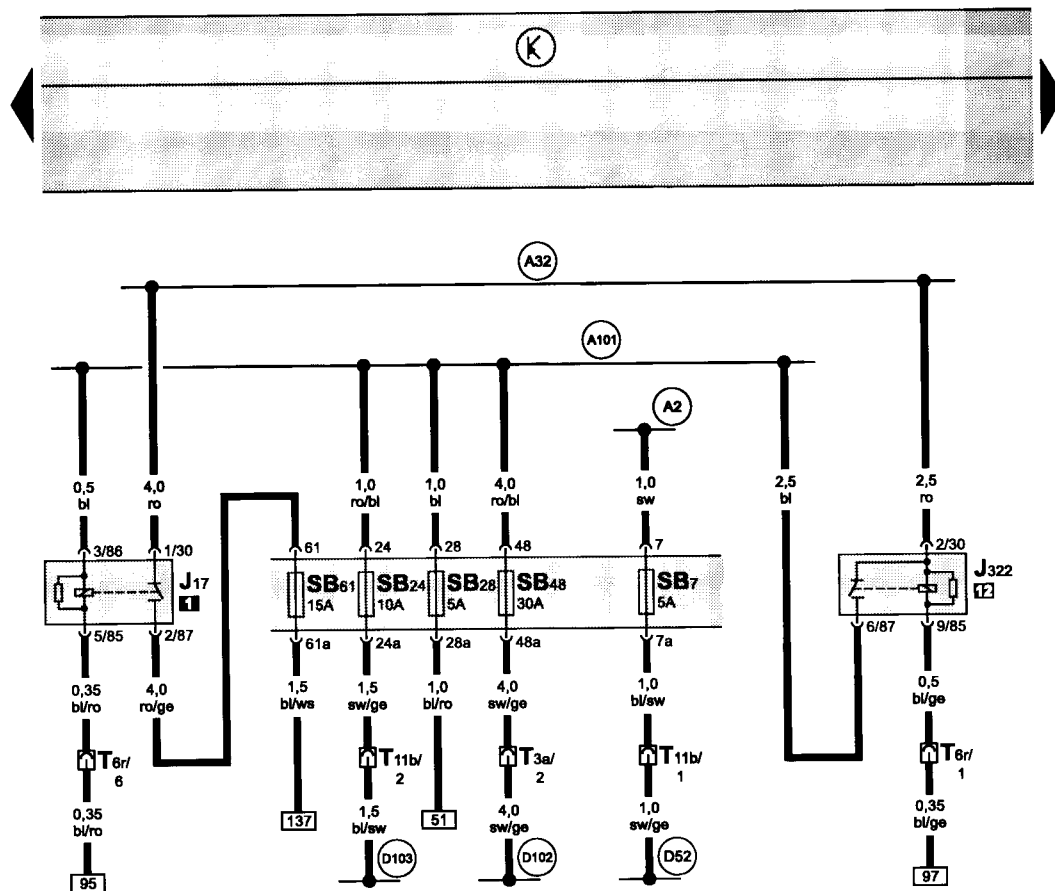 K
A32
A101
A2
0,5 bl
4,0 ro
1,0 ro/bl
1,0 bl
4,0 ro/bl
1,0 sw
2,5 bl
2,5 ro
3/86
1/30
61
24
28
48
7
2/30
J17
1
SB61 15A
SB24 10A
SB28 5A
SB48 30A
SB7 5A
J322
12
5/85
2/87
61a
24a
28a
48a
7a
6/87
9/85
0,35 bl/ro
4,0 ro/ge
1,5 bl/ws
1,5 sw/ge
1,0 bl/ro
4,0 sw/ge
1,0 bl/sw
0,5 bl/ge
T6r/6
T11b/2
T3a/2
T11b/1
T6r/1
0,35 bl/ro
137
1,5 bl/sw
51
4,0 sw/ge
1,0 sw/ge
0,35 bl/ge
D103
D102
D52
95
97